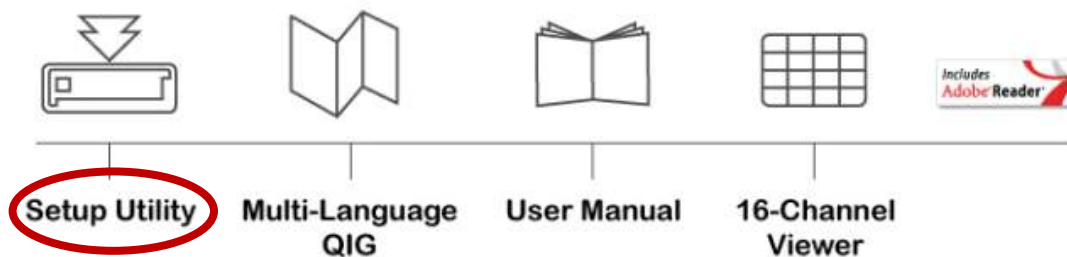 Includes
Adobe Reader
Setup Utility
Multi-Language
QIG
User Manual
16-Channel
Viewer